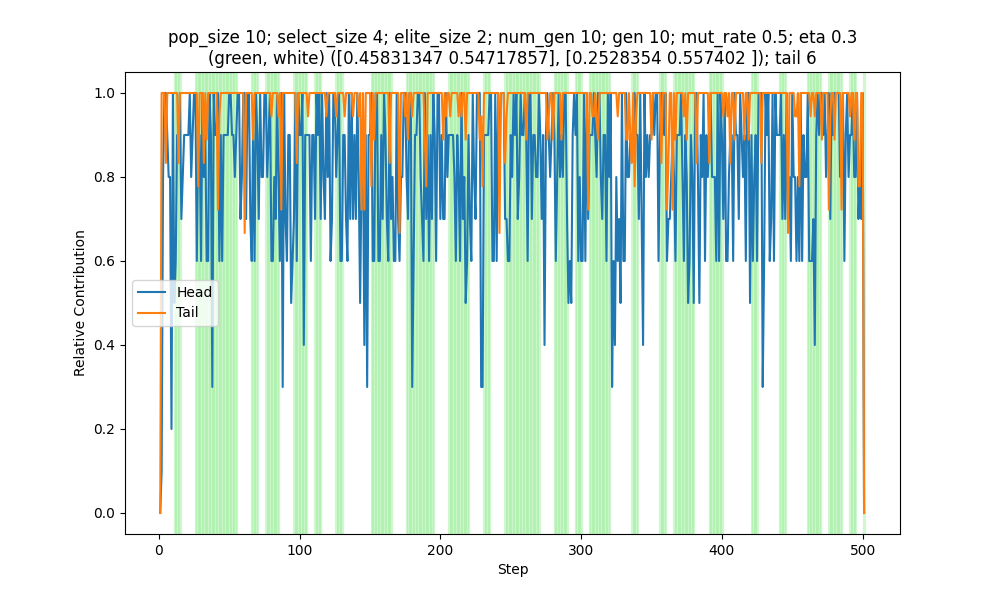 pop_size 10; select_size 4; elite_size 2; num_gen 10; gen 10; mut_rate 0.5; eta 0.3
(green, white) ([0.45831347 0.54717857], [0.2528354 0.557402 ]); tail 6
1.0
0.8
0.6
0.4
0.2
0.0
Relative Contribution
Head
Tail
0
100
200
300
400
500
Step